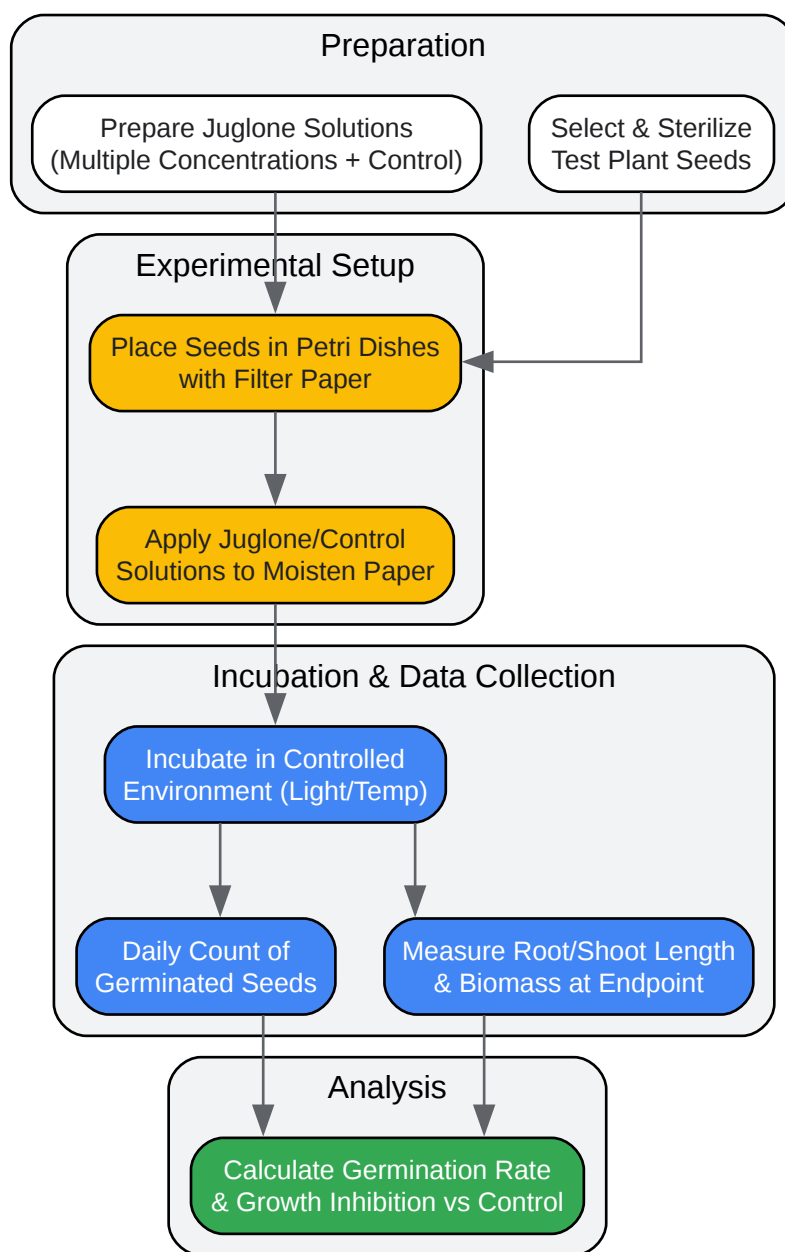 Preparation
Prepare Juglone Solutions
(Multiple Concentrations + Control)
Select & Sterilize
Test Plant Seeds
Experimental Setup
Place Seeds in Petri Dishes
with Filter Paper
Apply Juglone/Control
Solutions to Moisten Paper
Incubation & Data Collection
Incubate in Controlled
Environment (Light/Temp)
Daily Count of
Germinated Seeds
Measure Root/Shoot Length
& Biomass at Endpoint
Analysis
Calculate Germination Rate
& Growth Inhibition vs Control